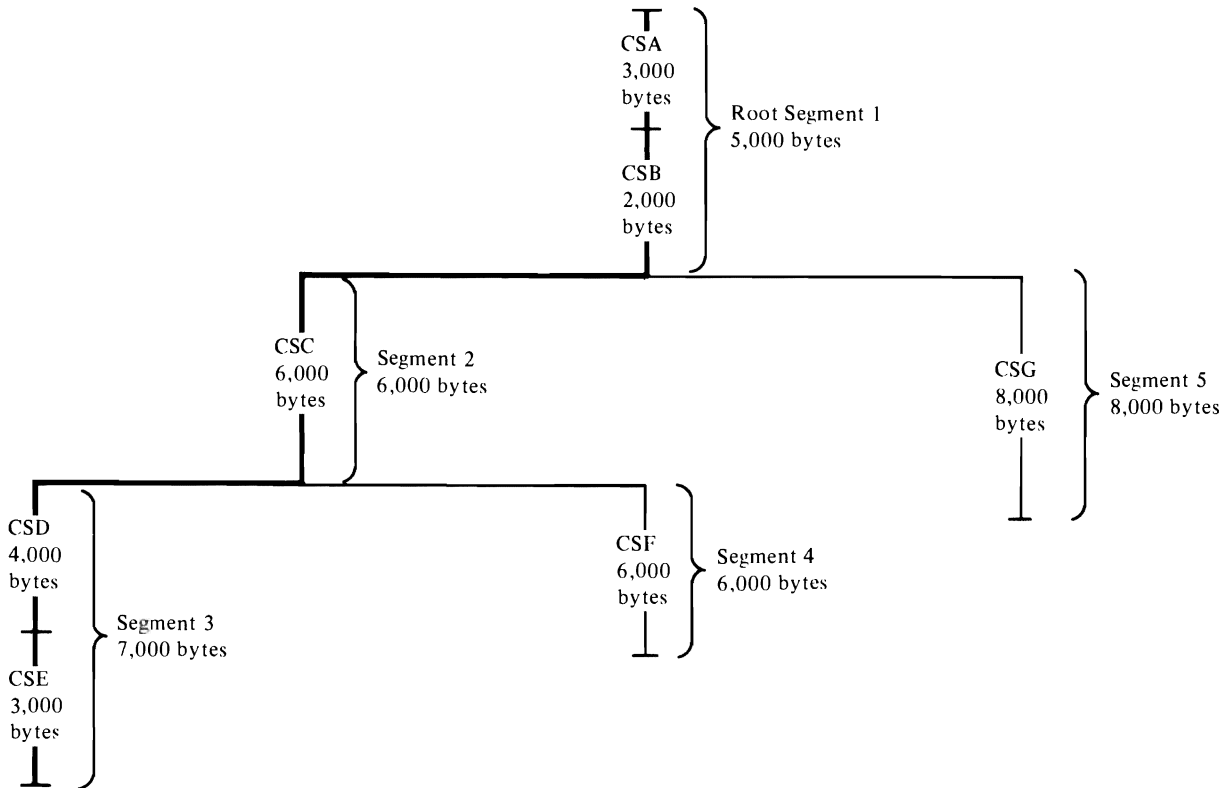 CSA
3,000
bytes
Root Segment 1
5,000 bytes
CSB
2,000
bytes
CSC
6,000
bytes
Segment 2
6,000 bytes
CSG
8,000
bytes
Segment 5
8,000 bytes
CSD
4,000
bytes
CSF
6,000
bytes
Segment 4
6,000 bytes
Segment 3
7,000 bytes
CSE
3,000
bytes